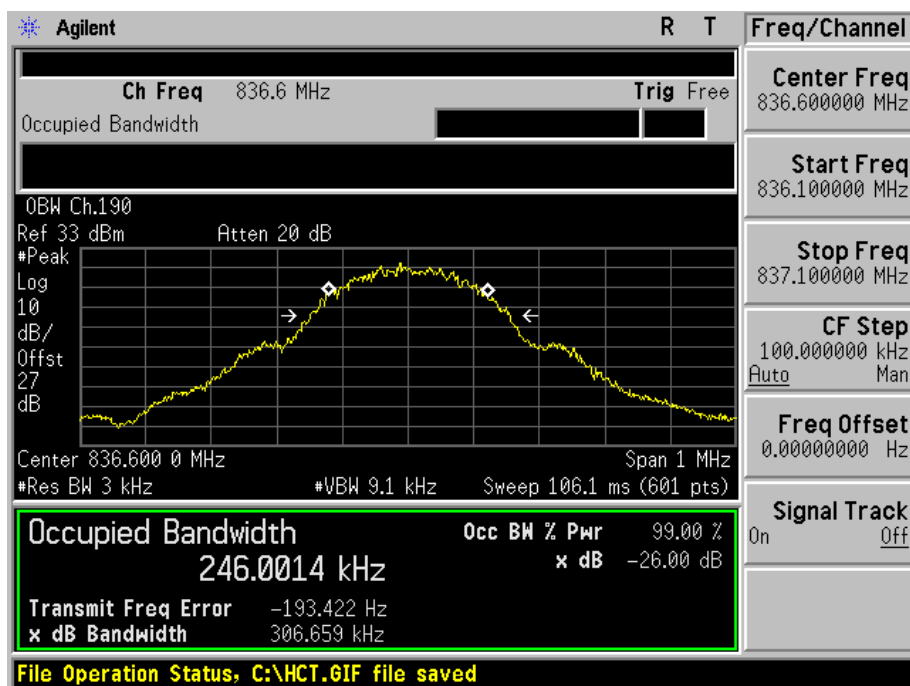 Agilent R T
Freq/Channel
Ch Freq 836.6 MHz Trig Free
Occupied Bandwidth
Center Freq
836.600000 MHz
Start Freq
836.100000 MHz
Stop Freq
837.100000 MHz
CF Step
100.000000 kHz
Auto Man
Freq Offset
0.00000000 Hz
Signal Track
On Off
OBW Ch.190
Ref 33 dBm Atten 20 dB
#Peak
Log
10
dB/
Offst
27
dB
Center 836.600 0 MHz Span 1 MHz
#Res BW 3 kHz #VBW 9.1 kHz Sweep 106.1 ms (601 pts)
Occupied Bandwidth Occ BW % Pwr 99.00 %
246.0014 kHz x dB -26.00 dB
Transmit Freq Error -193.422 Hz
x dB Bandwidth 306.659 kHz
File Operation Status, C:\HCT.GIF file saved